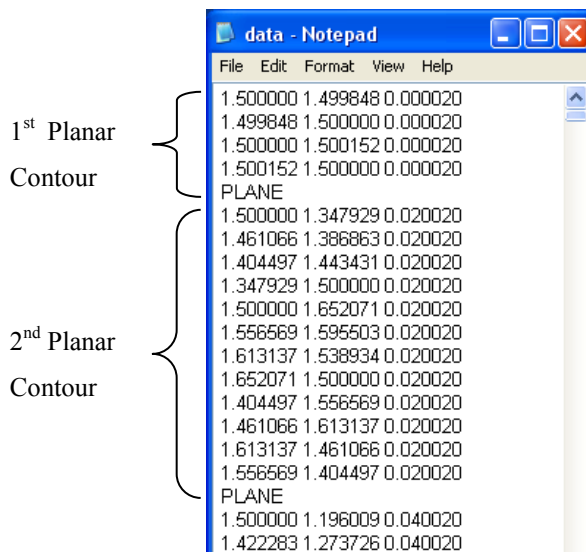 data - Notepad
File Edit Format View Help
1st Planar
Contour
1.500000 1.499848 0.000020
1.499848 1.500000 0.000020
1.500000 1.500152 0.000020
1.500152 1.500000 0.000020
PLANE
2nd Planar
Contour
1.500000 1.347929 0.020020
1.461066 1.386863 0.020020
1.404497 1.443431 0.020020
1.347929 1.500000 0.020020
1.500000 1.652071 0.020020
1.556569 1.595503 0.020020
1.613137 1.538934 0.020020
1.652071 1.500000 0.020020
1.404497 1.556569 0.020020
1.461066 1.613137 0.020020
1.613137 1.461066 0.020020
1.556569 1.404497 0.020020
PLANE
1.500000 1.196009 0.040020
1.422283 1.273726 0.040020